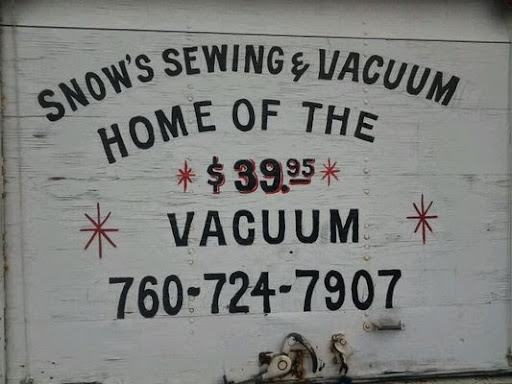 SNOW'S SEWING & VACUUM
HOME OF THE
$39.95
VACUUM
760-724-7907